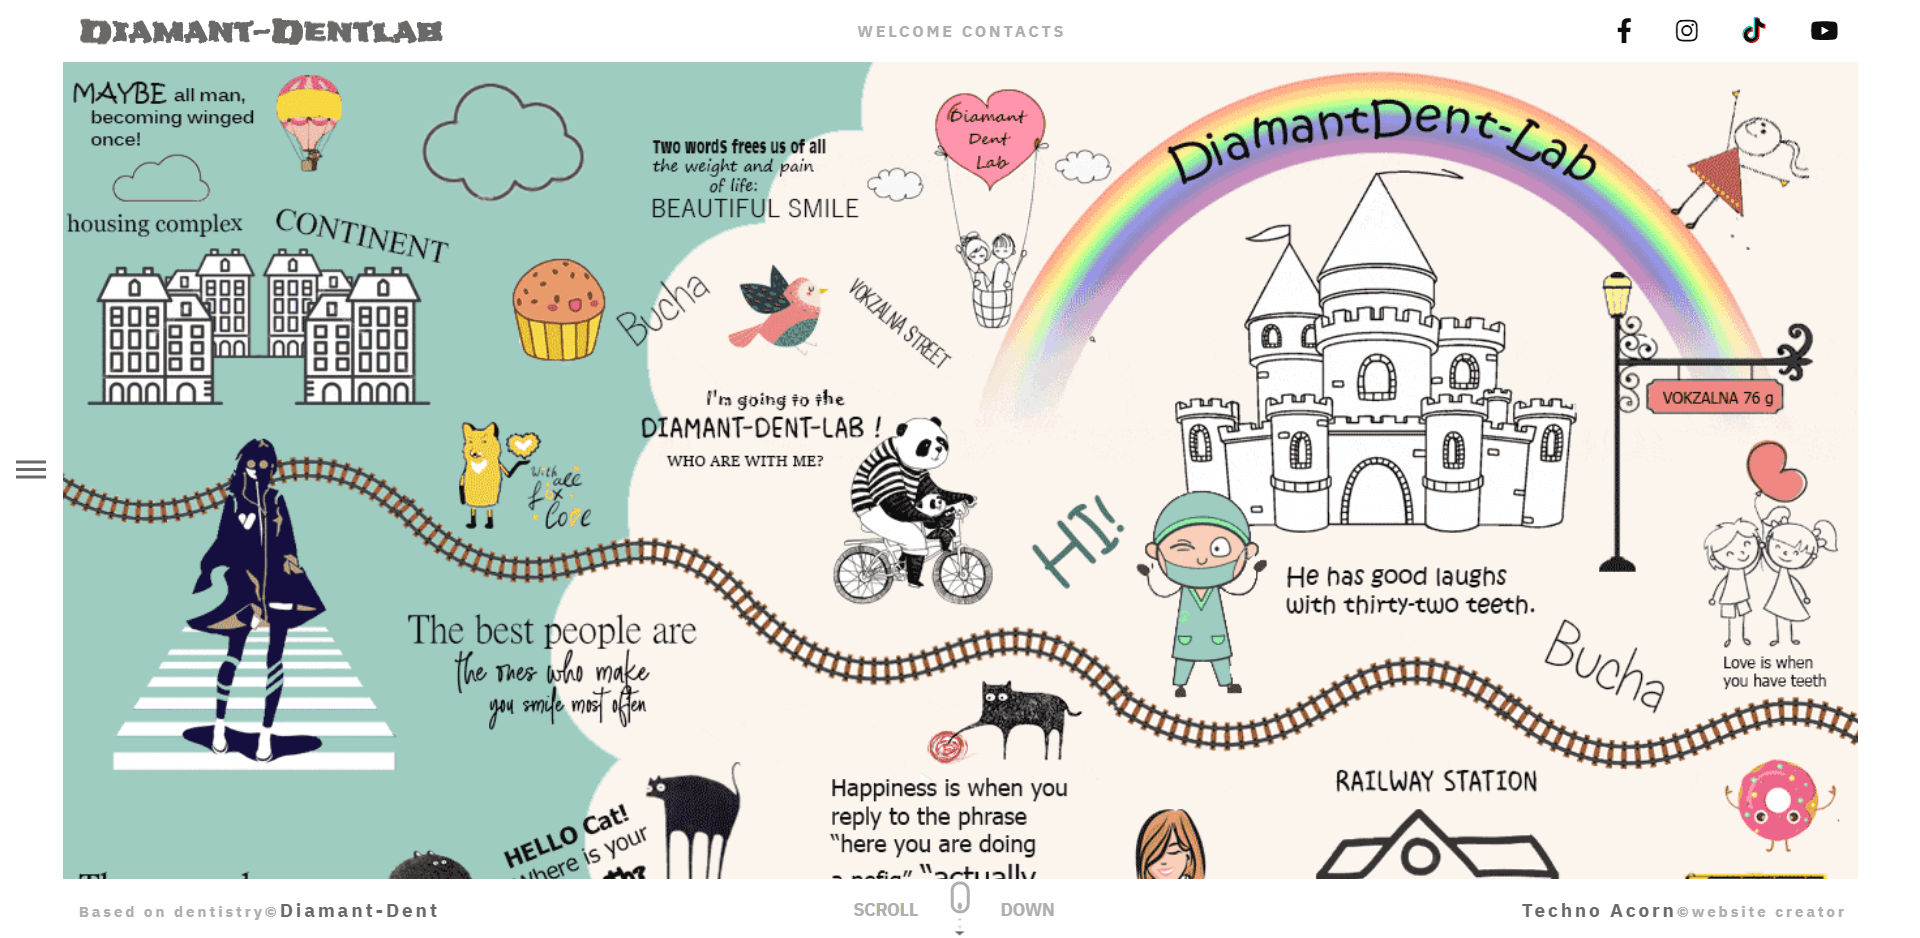 DIAMANT-DENTLAB
WELCOME CONTACTS
MAYBE all man,
becoming winged
once!
housing complex
CONTINENT
Two words frees us of all
the weight and pain
of life:
BEAUTIFUL SMILE
Diamant
Dent
Lab
DiamantDent-Lab
Bucha
VOKZALNA STREET
VOKZALNA 76 g
I'm going to the
DIAMANT-DENT-LAB !
WHO ARE WITH ME?
With
all
fix
Love
HI!
He has good laughs
with thirty-two teeth.
Bucha
Love is when
you have teeth
The best people are
the ones who make
you smile most often
HELLO Cat!
Where is your
Happiness is when you
reply to the phrase
“here you are doing
“actually
RAILWAY STATION
Based on dentistry©Diamant-Dent
SCROLL DOWN
Techno Acorn©website creator